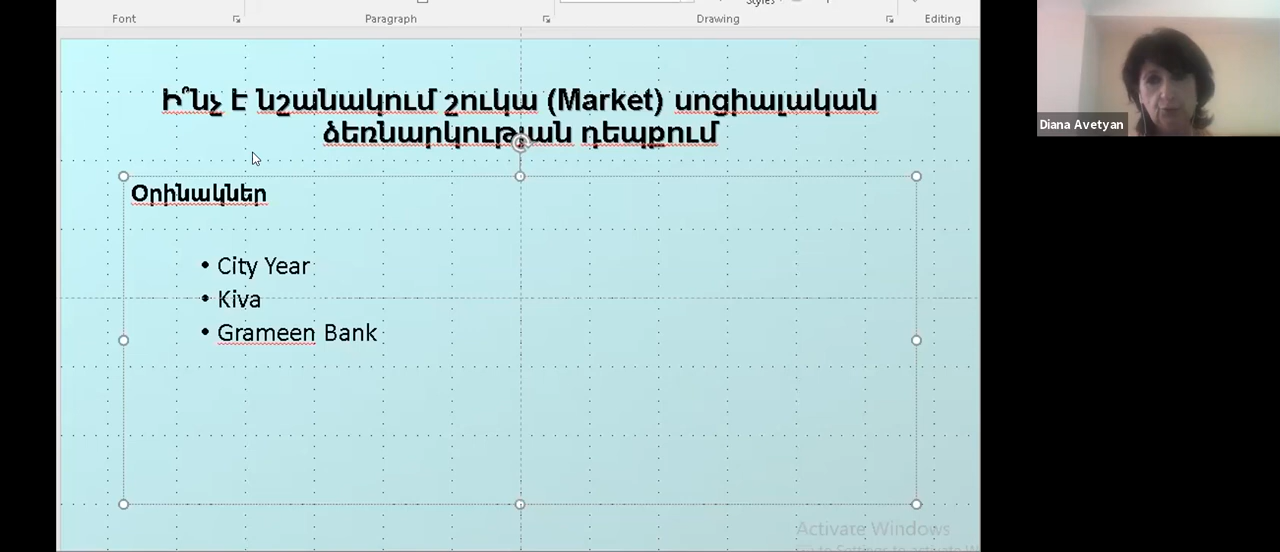 Font Paragraph Drawing Editing
Styles
Ի՞նչ է նշանակում շուկա (Market) սոցիալական
ձեռնարկության դեպքում
Օրինակներ
• City Year
• Kiva
• Grameen Bank
Activate Windows
Diana Avetyan